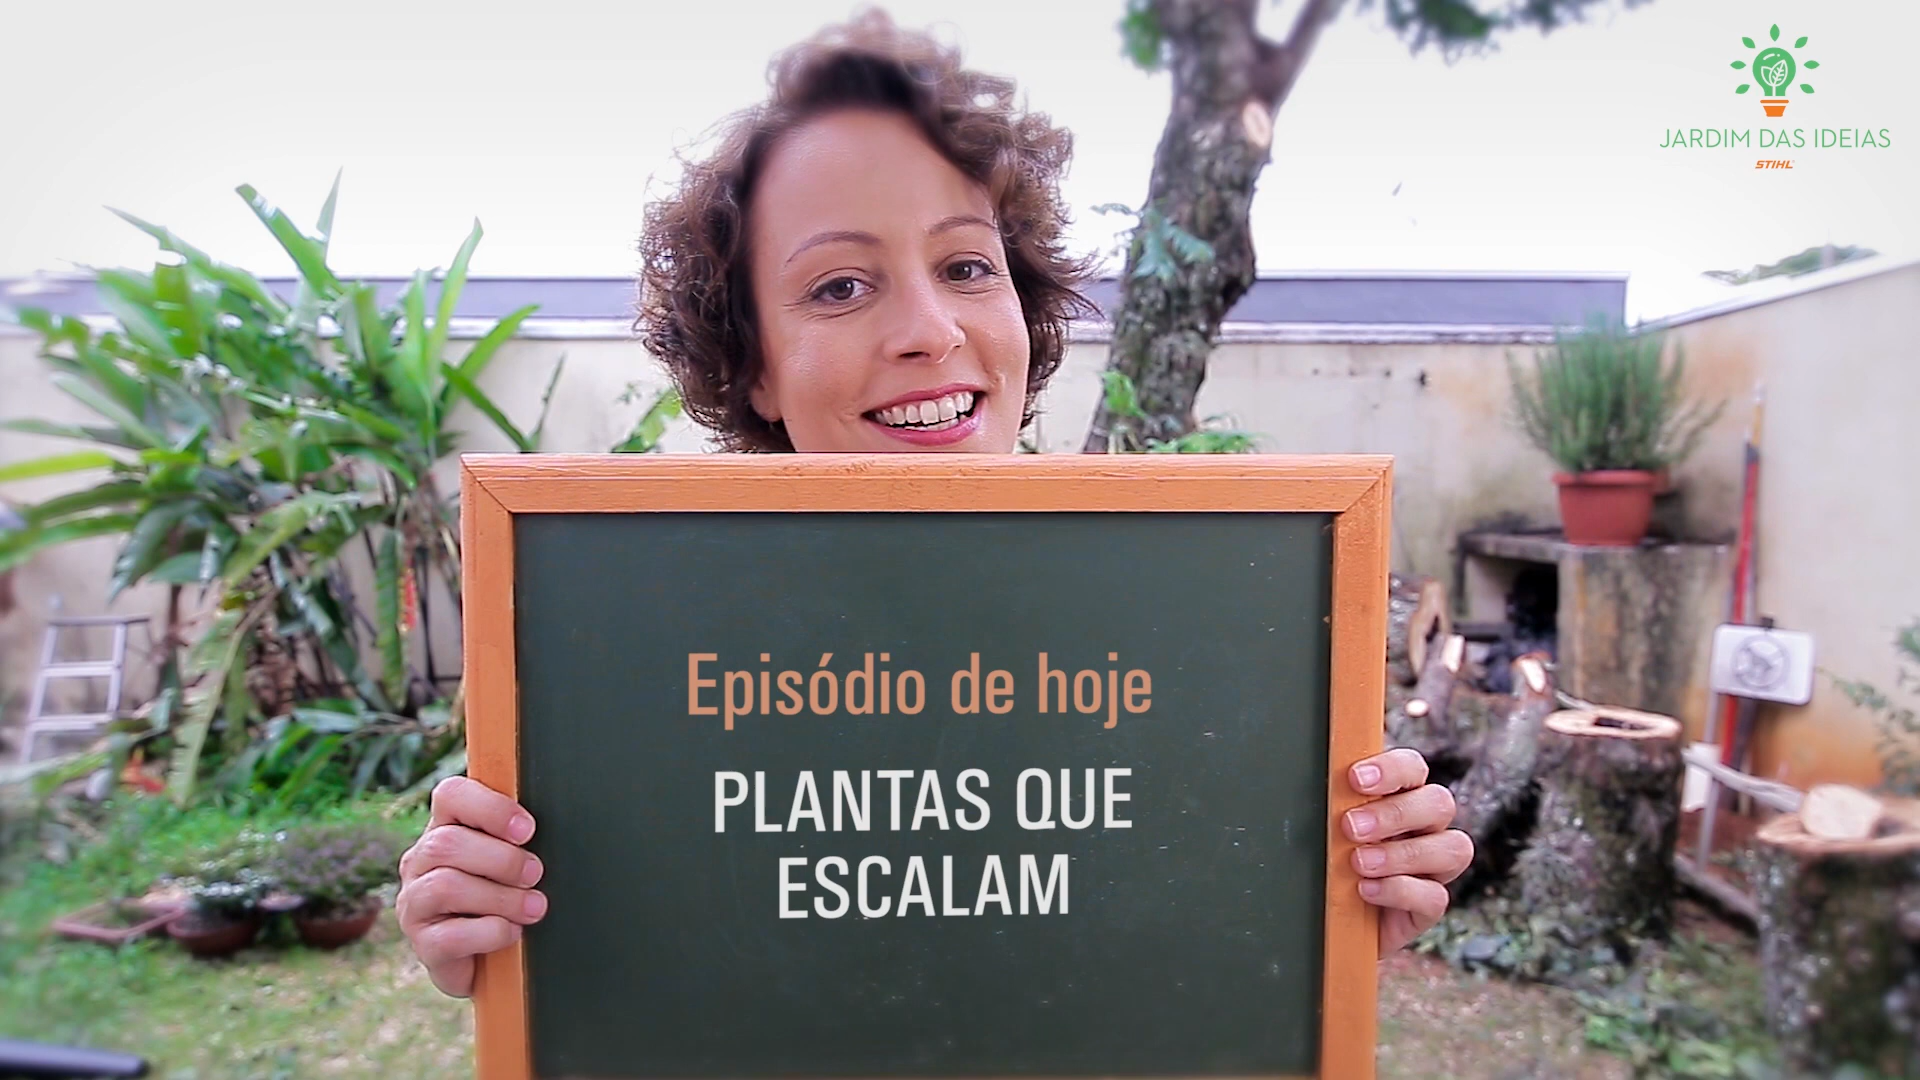 JARDIM DAS IDEIAS
STIHL
Episódio de hoje
PLANTAS QUE
ESCALAM